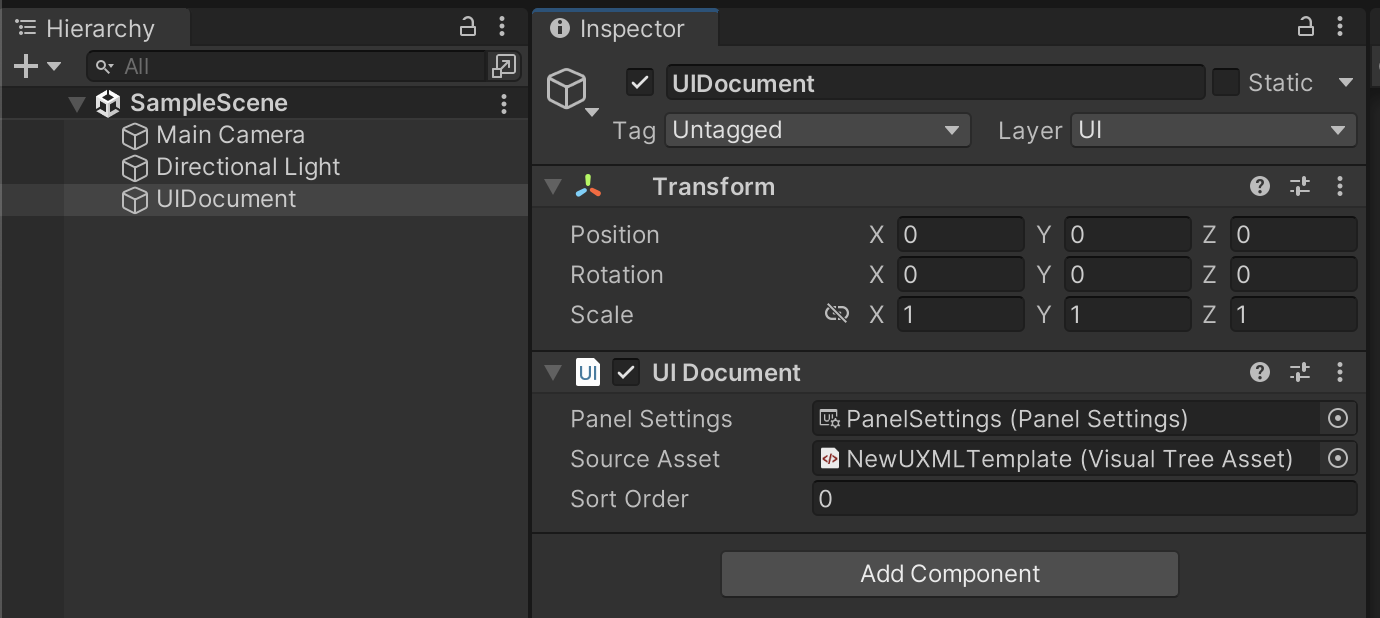 Hierarchy
All
SampleScene
Main Camera
Directional Light
UIDocument
Inspector
UIDocument
Static
Tag Untagged Layer UI
Transform
Position X 0 Y 0 Z 0
Rotation X 0 Y 0 Z 0
Scale X 1 Y 1 Z 1
UI UI Document
Panel Settings PanelSettings (Panel Settings)
Source Asset NewUXMLTemplate (Visual Tree Asset)
Sort Order 0
Add Component